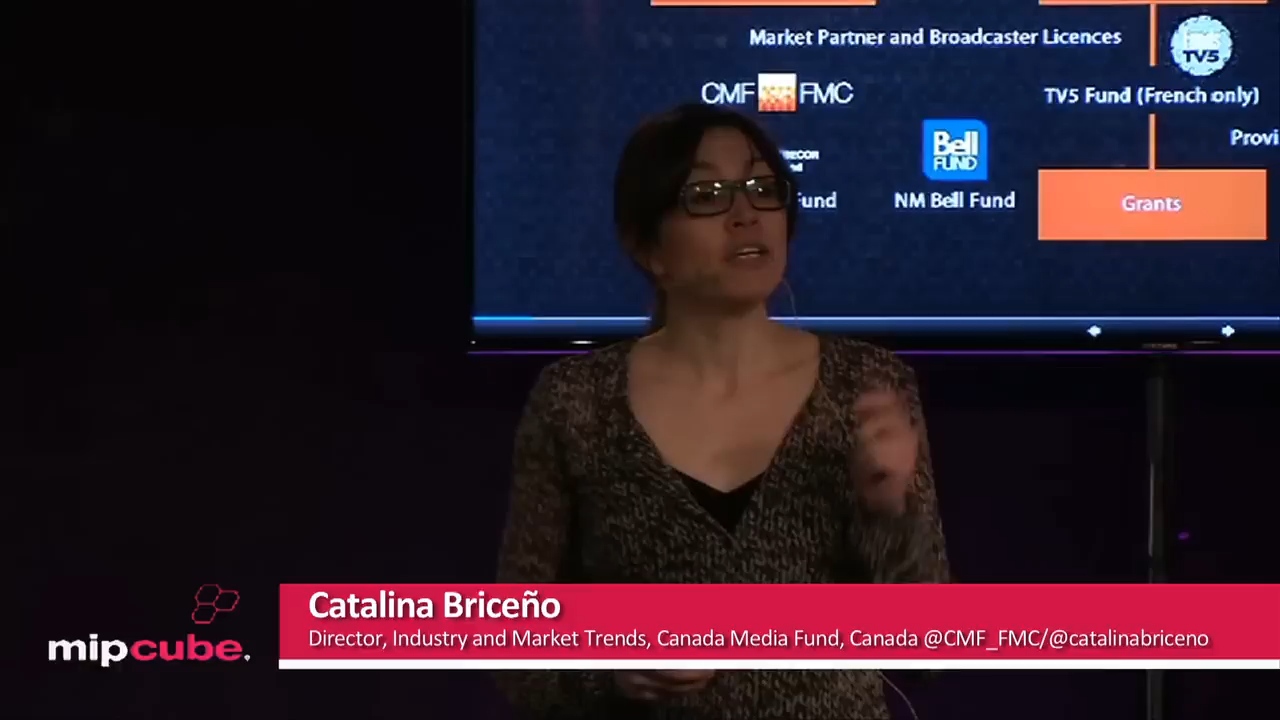 Market Partner and Broadcaster Licences
TV5
CMF FMC
TV5 Fund (French only)
Bell
FUND
Fund
NM Bell Fund
Grants
mipcube.
Catalina Briceño
Director, Industry and Market Trends, Canada Media Fund, Canada @CMF_FMC/@catalinabriceno